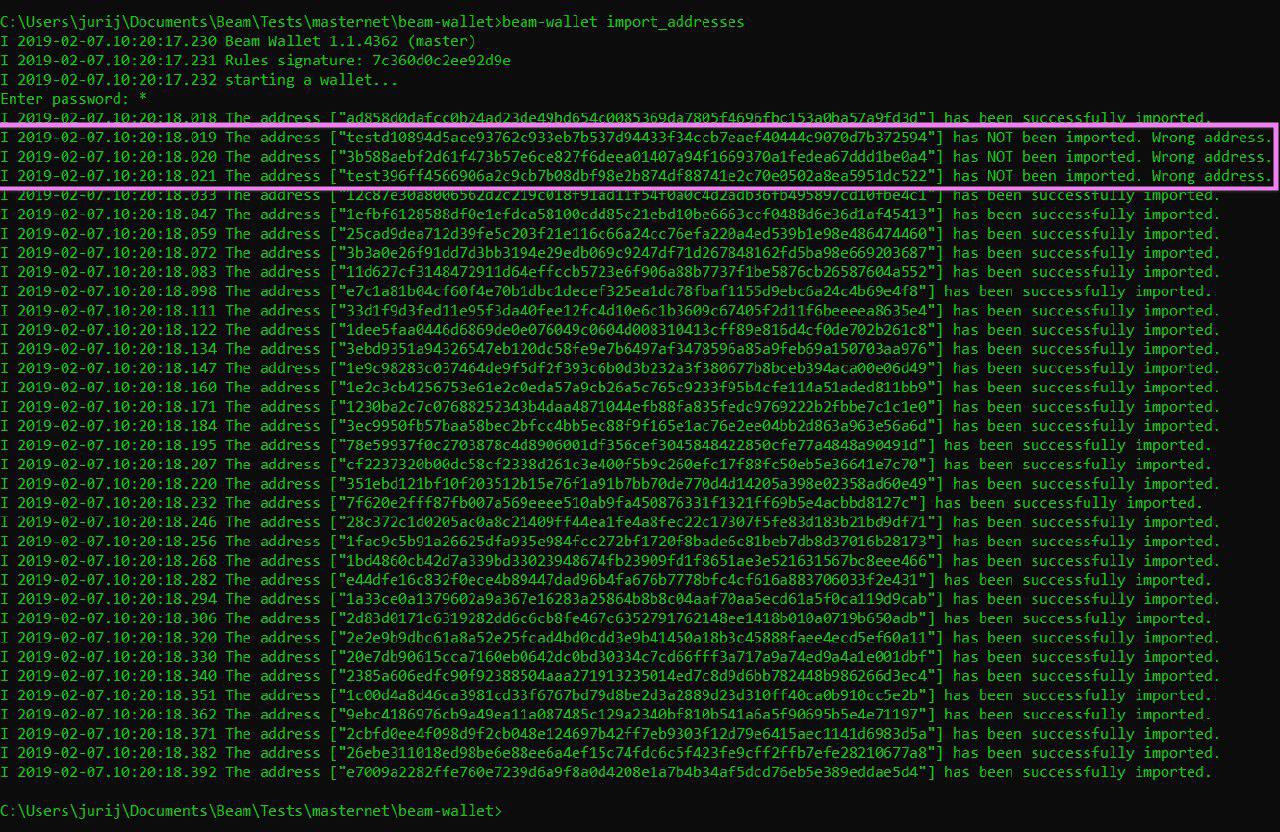 C:\Users\jurij\Documents\Beam\Tests\masternet\beam-wallet>beam-wallet import_addresses
I 2019-02-07.10:20:17.230 Beam Wallet 1.1.4362 (master)
I 2019-02-07.10:20:17.231 Rules signature: 7c360d0c2ee92d9e
I 2019-02-07.10:20:17.232 starting a wallet...
Enter password: *
I 2019-02-07.10:20:18.018 The address ["ad858d0dafcc0b24ad23de49bd654c0085369da7805f4696fbc153a0ba57a9fd3d"] has been successfully imported.
I 2019-02-07.10:20:18.019 The address ["testd10894d5ace93762c933eb7b537d94433f34ccb7eaef40444c9070d7b372594"] has NOT been imported. Wrong address.
I 2019-02-07.10:20:18.020 The address ["3b588aebf2d61f473b57e6ce827f6deea01407a94f1669370a1fedea67ddd1be0a4"] has NOT been imported. Wrong address.
I 2019-02-07.10:20:18.021 The address ["test396ff4566906a2c9cb7b08dbf98e2b874df88741e2c70e0502a8ea5951dc522"] has NOT been imported. Wrong address.
I 2019-02-07.10:20:18.033 The address ["12c87e30a8006562d2c219c018f91ad11f54f0a0c4d2adb36fb495897cd10fbe4c1"] has been successfully imported.
I 2019-02-07.10:20:18.047 The address ["1efbf6128588df0e1efdca58100cdd85c21ebd10be6663ccf0488d6e36d1af45413"] has been successfully imported.
I 2019-02-07.10:20:18.059 The address ["25cad9dea712d39fe5c203f21e116c66a24cc76efa220a4ed539b1e98e486474460"] has been successfully imported.
I 2019-02-07.10:20:18.072 The address ["3b3a0e26f91dd7d3bb3194e29edb069c9247df71d267848162fd5ba98e669203687"] has been successfully imported.
I 2019-02-07.10:20:18.083 The address ["11d627cf3148472911d64effccb5723e6f906a88b7737f1be5876cb26587604a552"] has been successfully imported.
I 2019-02-07.10:20:18.098 The address ["e7c1a81b04cf60f4e70b1dbc1decef325ea1dc78fbaf1155d9ebc6a24c4b69e4f8"] has been successfully imported.
I 2019-02-07.10:20:18.111 The address ["33d1f9d3fed11e95f3da40fee12fc4d10e6c1b3609c67405f2d11f6beeeea8635e4"] has been successfully imported.
I 2019-02-07.10:20:18.122 The address ["1dee5faa0446d6869de0e076049c0604d008310413cff89e816d4cf0de702b261c8"] has been successfully imported.
I 2019-02-07.10:20:18.134 The address ["3ebd9351a94326547eb120dc58fe9e7b6497af3478596a85a9feb69a150703aa976"] has been successfully imported.
I 2019-02-07.10:20:18.147 The address ["1e9c98283c037464de9f5df2f393c6b0d3b232a3f380677b8bceb394aca00e06d49"] has been successfully imported.
I 2019-02-07.10:20:18.160 The address ["1e2c3cb4256753e61e2c0eda57a9cb26a5c765c9233f95b4cfe114a51aded811bb9"] has been successfully imported.
I 2019-02-07.10:20:18.171 The address ["1230ba2c7c07688252343b4daa4871044efb88fa835fedc9769222b2fbbe7c1c1e0"] has been successfully imported.
I 2019-02-07.10:20:18.184 The address ["3ec9950fb57baa58bec2bfcc4bb5ec88f9f165e1ac76e2ee04bb2d863a963e56a6d"] has been successfully imported.
I 2019-02-07.10:20:18.195 The address ["78e59937f0c2703878c4d8906001df356cef3045848422850cfe77a4848a90491d"] has been successfully imported.
I 2019-02-07.10:20:18.207 The address ["cf2237320b00dc58cf2338d261c3e400f5b9c260efc17f88fc50eb5e36641e7c70"] has been successfully imported.
I 2019-02-07.10:20:18.220 The address ["351ebd121bf10f203512b15e76f1a91b7bb70de770d4d14205a398e02358ad60e49"] has been successfully imported.
I 2019-02-07.10:20:18.232 The address ["7f620e2fff87fb007a569eeee510ab9fa450876331f1321ff69b5e4acbbd8127c"] has been successfully imported.
I 2019-02-07.10:20:18.246 The address ["28c372c1d0205ac0a8c21409ff44ea1fe4a8fec22c17307f5fe83d183b21bd9df71"] has been successfully imported.
I 2019-02-07.10:20:18.256 The address ["1fac9c5b91a26625dfa935e984fcc272bf1720f8bade6c81beb7db8d37016b28173"] has been successfully imported.
I 2019-02-07.10:20:18.268 The address ["1bd4860cb42d7a339bd33023948674fb23909fd1f8651ae3e521631567bc8eee466"] has been successfully imported.
I 2019-02-07.10:20:18.282 The address ["e44dfe16c832f0ece4b89447dad96b4fa676b7778bfc4cf616a883706033f2e431"] has been successfully imported.
I 2019-02-07.10:20:18.294 The address ["1a33ce0a1379602a9a367e16283a25864b8b8c04aaf70aa5ecd61a5f0ca119d9cab"] has been successfully imported.
I 2019-02-07.10:20:18.306 The address ["2d83d0171c6319282dd6c6cb8fe467c6352791762148ee1418b010a0719b650adb"] has been successfully imported.
I 2019-02-07.10:20:18.320 The address ["2e2e9b9dbc61a8a52e25fcad4bd0cdd3e9b41450a18b3c45888faee4ecd5ef60a11"] has been successfully imported.
I 2019-02-07.10:20:18.330 The address ["20e7db90615cca7160eb0642dc0bd30334c7cd66fff3a717a9a74ed9a4a1e001dbf"] has been successfully imported.
I 2019-02-07.10:20:18.340 The address ["2385a606edfc90f92388504aaa271913235014ed7c8d9d6bb782448b986266d3ec4"] has been successfully imported.
I 2019-02-07.10:20:18.351 The address ["1c00d4a8d46ca3981cd33f6767bd79d8be2d3a2889d23d310ff40ca0b910cc5e2b"] has been successfully imported.
I 2019-02-07.10:20:18.362 The address ["9ebc4186976cb9a49ea11a087485c129a2340bf810b541a6a5f90695b5e4e71197"] has been successfully imported.
I 2019-02-07.10:20:18.371 The address ["2cbfd0ee4f098d9f2cb048e124697b42ff7eb9303f12d79e6415aec1141d6983d5a"] has been successfully imported.
I 2019-02-07.10:20:18.382 The address ["26ebe311018ed98be6e88ee6a4ef15c74fdc6c5f423fe9cff2ffb7efe28210677a8"] has been successfully imported.
I 2019-02-07.10:20:18.392 The address ["e7009a2282ffe760e7239d6a9f8a0d4208e1a7b4b34af5dcd76eb5e389eddae5d4"] has been successfully imported.
C:\Users\jurij\Documents\Beam\Tests\masternet\beam-wallet>